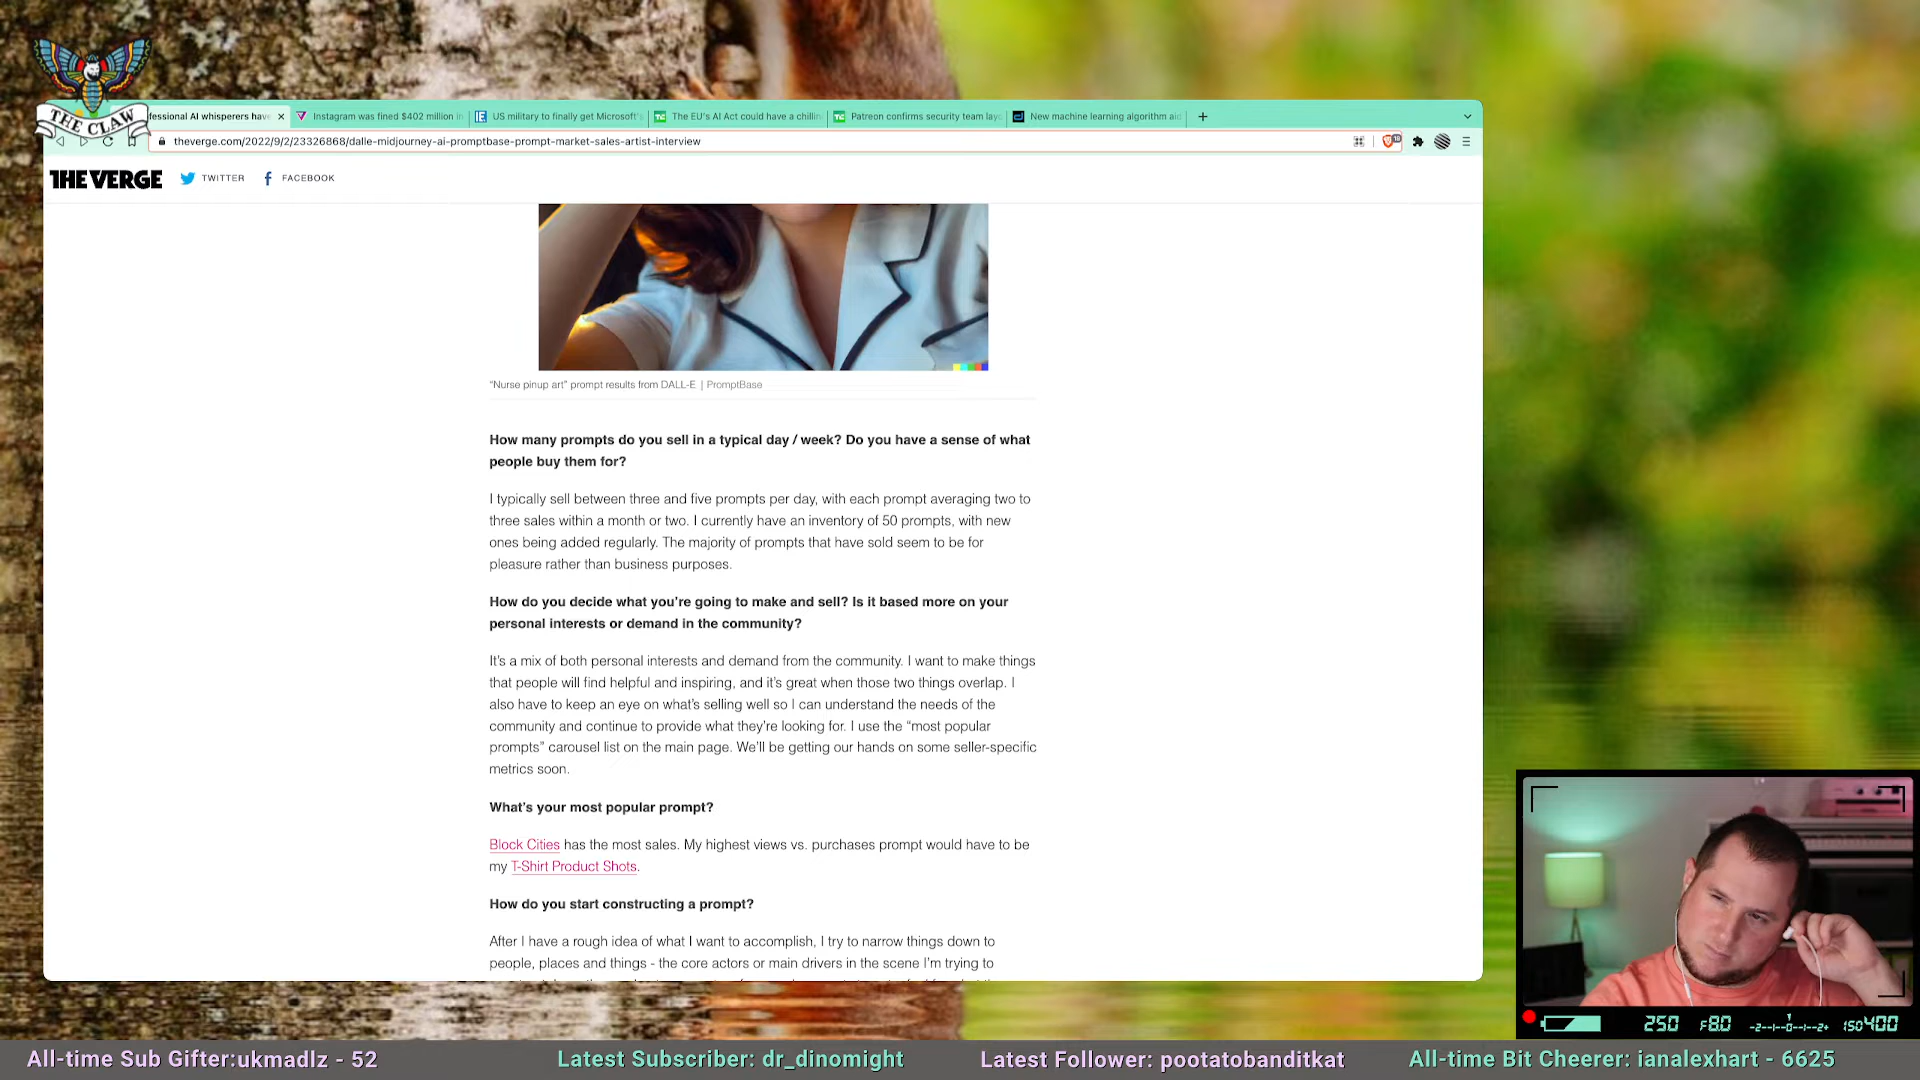 THE CLAW
fessional AI whisperers have
Instagram was fined $402 million in
US military to finally get Microsoft's
The EU's AI Act could have a chillin
Patreon confirms security team layo
New machine learning algorithm aid
theverge.com/2022/9/2/23326868/dalle-midjourney-ai-promptbase-prompt-market-sales-artist-interview
THE VERGE
TWITTER
FACEBOOK
"Nurse pinup art" prompt results from DALL-E | PromptBase
How many prompts do you sell in a typical day / week? Do you have a sense of what
people buy them for?
I typically sell between three and five prompts per day, with each prompt averaging two to
three sales within a month or two. I currently have an inventory of 50 prompts, with new
ones being added regularly. The majority of prompts that have sold seem to be for
pleasure rather than business purposes.
How do you decide what you're going to make and sell? Is it based more on your
personal interests or demand in the community?
It's a mix of both personal interests and demand from the community. I want to make things
that people will find helpful and inspiring, and it's great when those two things overlap. I
also have to keep an eye on what's selling well so I can understand the needs of the
community and continue to provide what they're looking for. I use the "most popular
prompts" carousel list on the main page. We'll be getting our hands on some seller-specific
metrics soon.
What's your most popular prompt?
Block Cities has the most sales. My highest views vs. purchases prompt would have to be
my T-Shirt Product Shots.
How do you start constructing a prompt?
After I have a rough idea of what I want to accomplish, I try to narrow things down to
people, places and things - the core actors or main drivers in the scene I'm trying to
250 F8.0 -2--1--0--1--2+ ISO400
All-time Sub Gifter:ukmadlz - 52
Latest Subscriber: dr_dinomight
Latest Follower: pootatobanditkat
All-time Bit Cheerer: ianalexhart - 6625